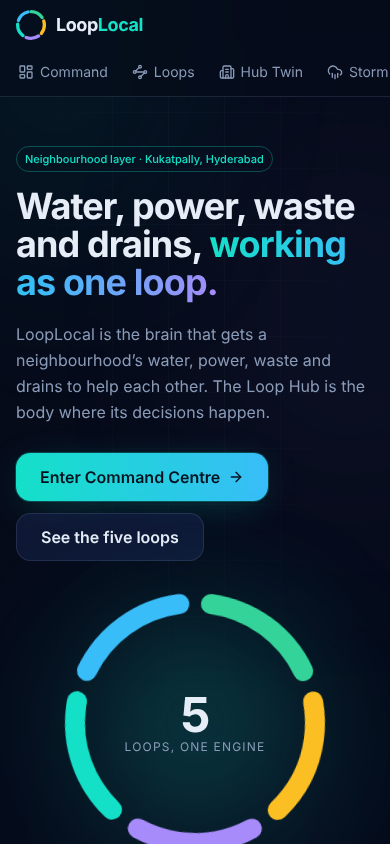 LoopLocal
Command Loops Hub Twin Storm
Neighbourhood layer · Kukatpally, Hyderabad
Water, power, waste
and drains, working
as one loop.
LoopLocal is the brain that gets a
neighbourhood’s water, power, waste and
drains to help each other. The Loop Hub is the
body where its decisions happen.
Enter Command Centre →
See the five loops
5
LOOPS, ONE ENGINE